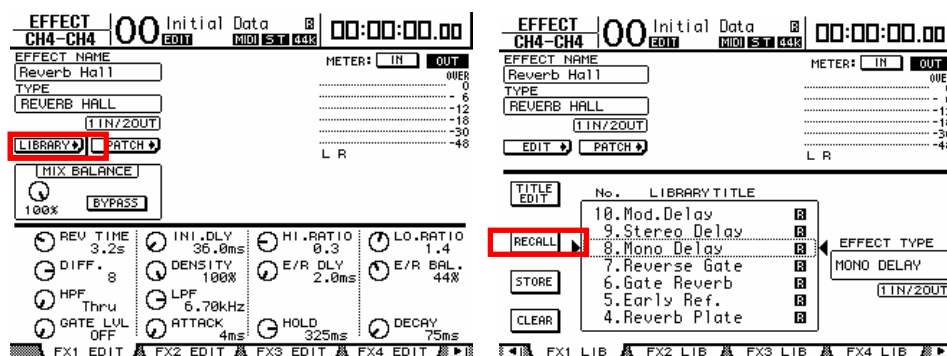 EFFECT
CH4-CH4
00 Initial Data R
EDIT MIDI ST 44K
00:00:00.00
EFFECT NAME
Reverb Hall
TYPE
REVERB HALL
1IN/2OUT
LIBRARY PATCH
METER: IN OUT
OVER
0
- 6
-12
-18
-30
-48
L R
MIX BALANCE
100% BYPASS
REV TIME 3.2s INI.DLY 36.0ms HI.RATIO 0.3 LO.RATIO 1.4
DIFF. 8 DENSITY 100% E/R DLY 2.0ms E/R BAL. 44%
HPF Thru LPF 6.70kHz
GATE LVL OFF ATTACK 4ms HOLD 325ms DECAY 75ms
FX1 EDIT FX2 EDIT FX3 EDIT FX4 EDIT
EFFECT
CH4-CH4
00 Initial Data R
EDIT MIDI ST 44K
00:00:00.00
EFFECT NAME
Reverb Hall
TYPE
REVERB HALL
1IN/2OUT
EDIT PATCH
METER: IN OUT
L R
TITLE EDIT
RECALL
STORE
CLEAR
No. LIBRARY TITLE
10.Mod.Delay R
9.Stereo Delay R
8.Mono Delay R
7.Reverse Gate R
6.Gate Reverb R
5.Early Ref. R
4.Reverb Plate R
EFFECT TYPE
MONO DELAY
1IN/2OUT
FX1 LIB FX2 LIB FX3 LIB FX4 LIB